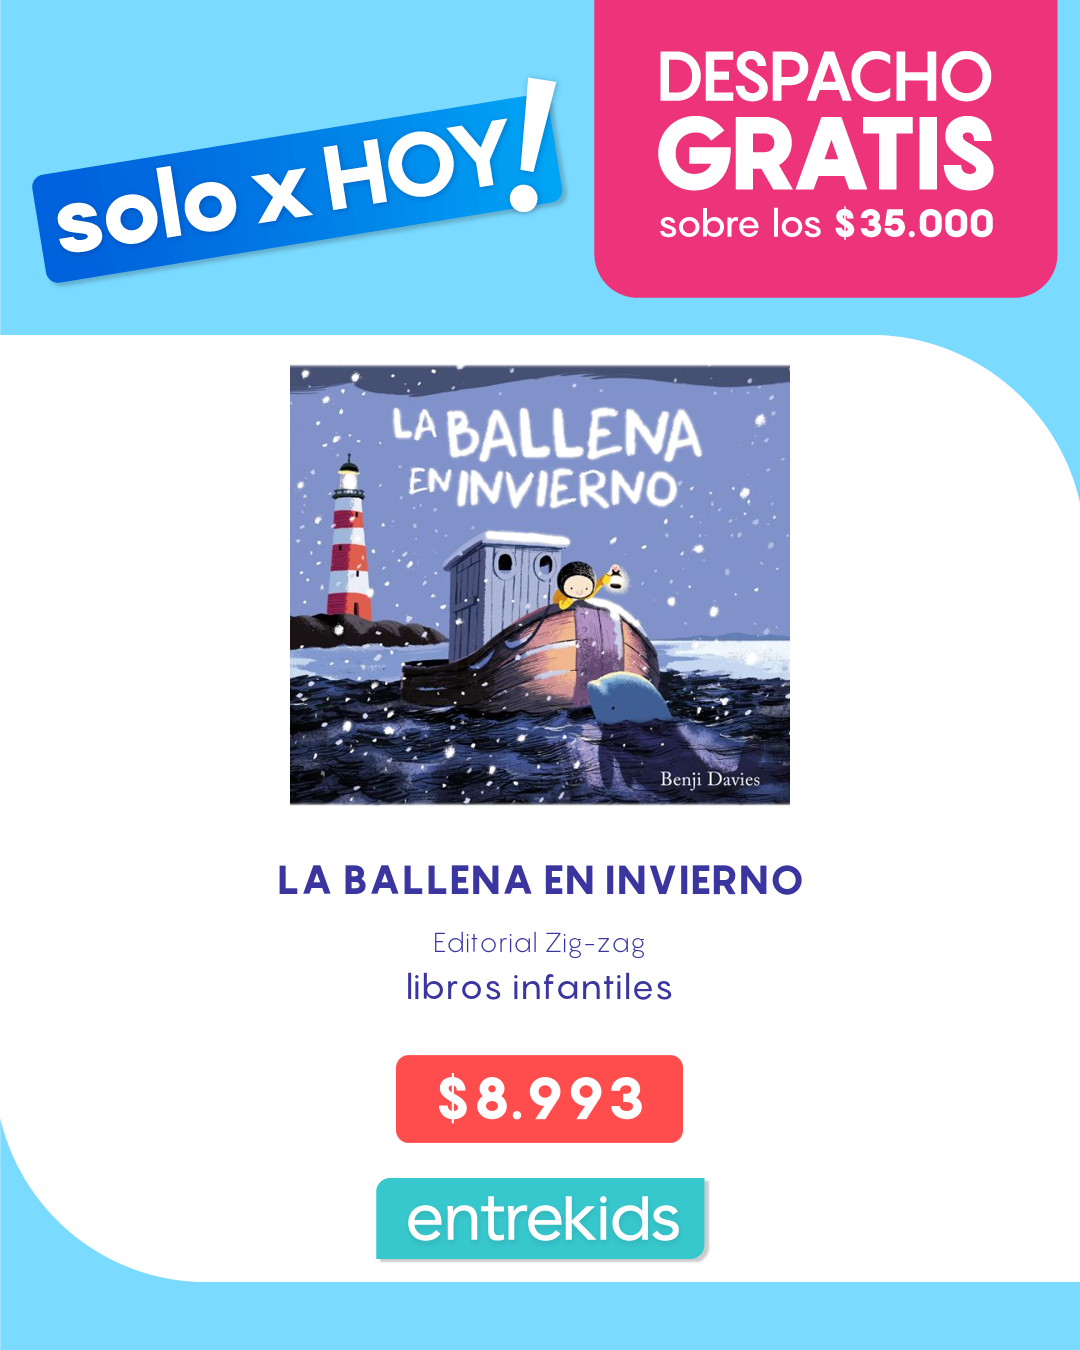 solo x HOY!
DESPACHO
GRATIS
sobre los $35.000
LA BALLENA
EN INVIERNO
Benji Davies
LA BALLENA EN INVIERNO
Editorial Zig-zag
libros infantiles
$8.993
entrekids